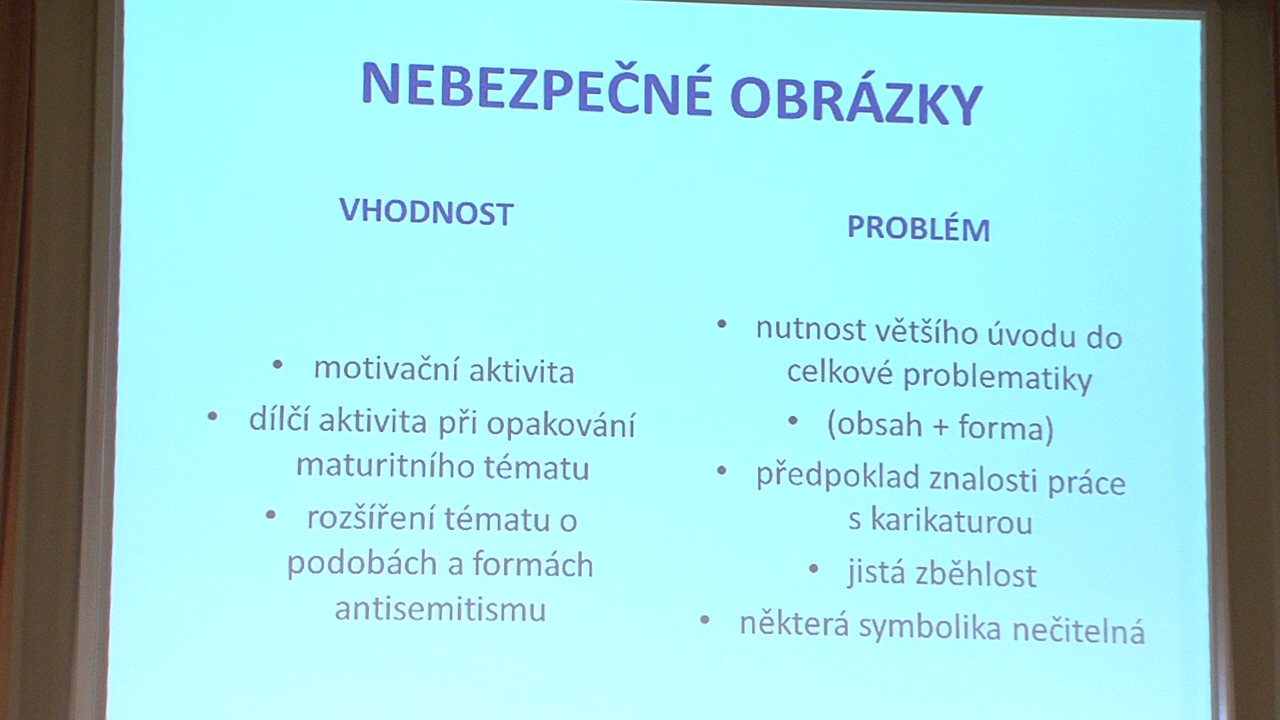 NEBEZPEČNÉ OBRÁZKY
VHODNOST
• motivační aktivita
• dílčí aktivita při opakování
maturitního tématu
• rozšíření tématu o
podobách a formách
antisemitismu
PROBLÉM
• nutnost většího úvodu do
celkové problematiky
• (obsah + forma)
• předpoklad znalosti práce
s karikaturou
• jistá zběhlost
• některá symbolika nečitelná